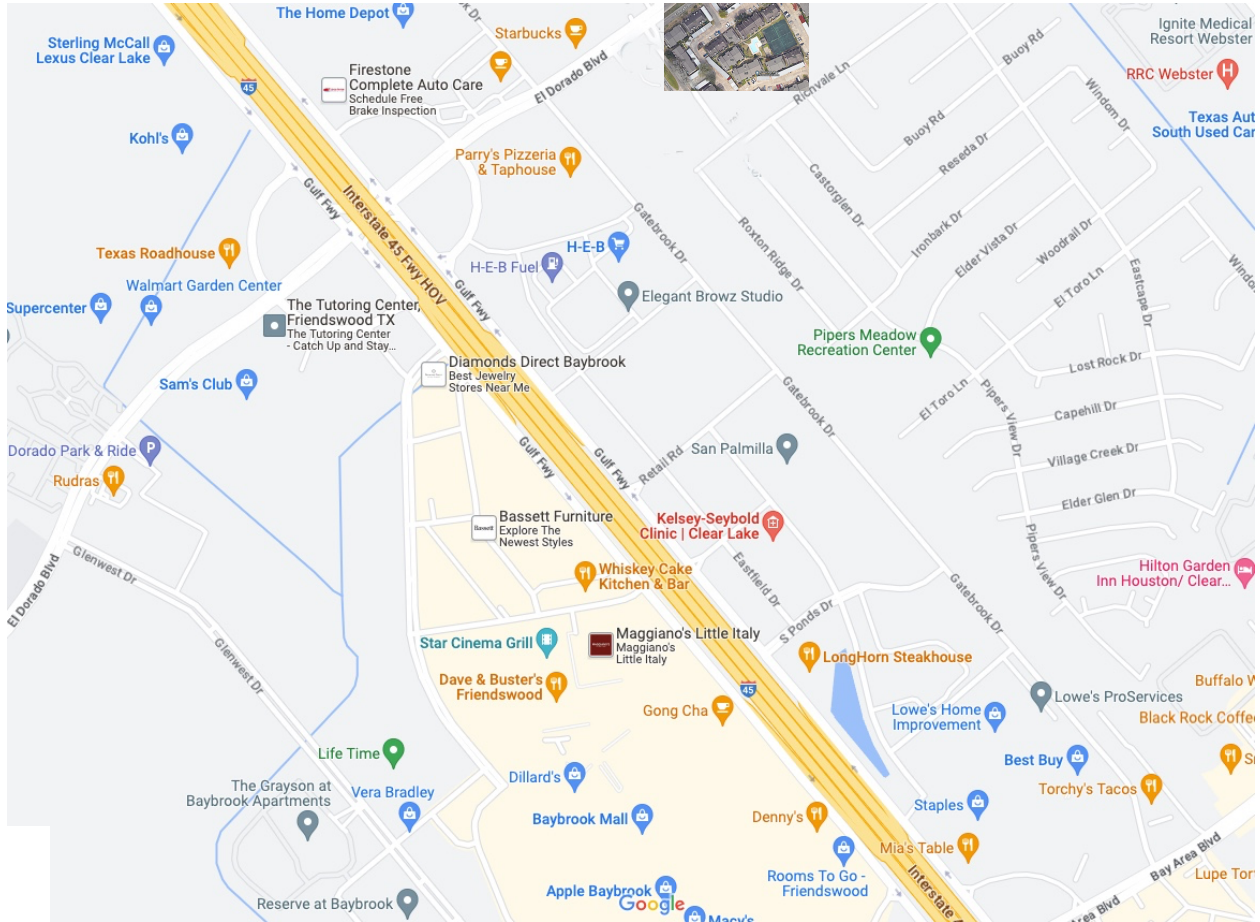 The Home Depot
Starbucks
Sterling McCall
Lexus Clear Lake
Ignite Medical
Resort Webster
Buoy Rd
RRC Webster
Firestone
Complete Auto Care
Schedule Free
Brake Inspection
45
El Dorado Blvd
Richvale Ln
Windom Dr
Buoy Rd
Texas Aut
South Used Car
Kohl's
Parry's Pizzeria
& Taphouse
Reseda Dr
Castorglen Dr
Gulf Fwy
Interstate 45 Fwy HOV
Gatebrook Dr
Roxton Ridge Dr
Ironbark Dr
Elder Vista Dr
Woodrail Dr
Texas Roadhouse
H-E-B
H-E-B Fuel
Eastcape Dr
Windo
El Toro Ln
Walmart Garden Center
Supercenter
Gulf Fwy
Elegant Browz Studio
The Tutoring Center,
Friendswood TX
The Tutoring Center
- Catch Up and Stay...
Pipers Meadow
Recreation Center
Diamonds Direct Baybrook
Best Jewelry
Stores Near Me
Lost Rock Dr
Sam's Club
El Toro Ln
Pipers View Dr
Gatebrook Dr
Capehill Dr
Dorado Park & Ride
Gulf Fwy
Gulf Fwy
Retail Rd
San Palmilla
Village Creek Dr
Rudras
Elder Glen Dr
Bassett
Bassett Furniture
Explore The
Newest Styles
Kelsey-Seybold
Clinic | Clear Lake
Glenwest Dr
El Dorado Blvd
Whiskey Cake
Kitchen & Bar
Eastfield Dr
Pipers View Dr
Hilton Garden
Inn Houston/ Clear...
S Ponds Dr
Gatebrook Dr
Star Cinema Grill
Maggiano's Little Italy
Maggiano's
Little Italy
LongHorn Steakhouse
Glenwest Dr
Dave & Buster's
Friendswood
45
Gong Cha
Lowe's ProServices
Buffalo W
Lowe's Home
Improvement
Black Rock Coffee
Life Time
Best Buy
Sm
The Grayson at
Baybrook Apartments
Vera Bradley
Dillard's
Torchy's Tacos
Baybrook Mall
Denny's
Staples
Mia's Table
Bay Area Blvd
Rooms To Go -
Friendswood
Interstate 4
Lupe Tort
Reserve at Baybrook
Apple Baybrook
Google
Macy's
Bay Area Blvd